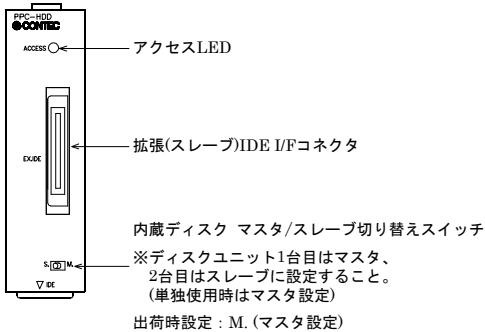 PPC-HDD
CONTEC
ACCESS
アクセスLED
EX.IDE
拡張(スレーブ)IDE I/Fコネクタ
内蔵ディスク マスタ/スレーブ切り替えスイッチ
S. M.
※ディスクユニット1台目はマスタ、
2台目はスレーブに設定すること。
(単独使用時はマスタ設定)
▽ IDE
出荷時設定：M. (マスタ設定)